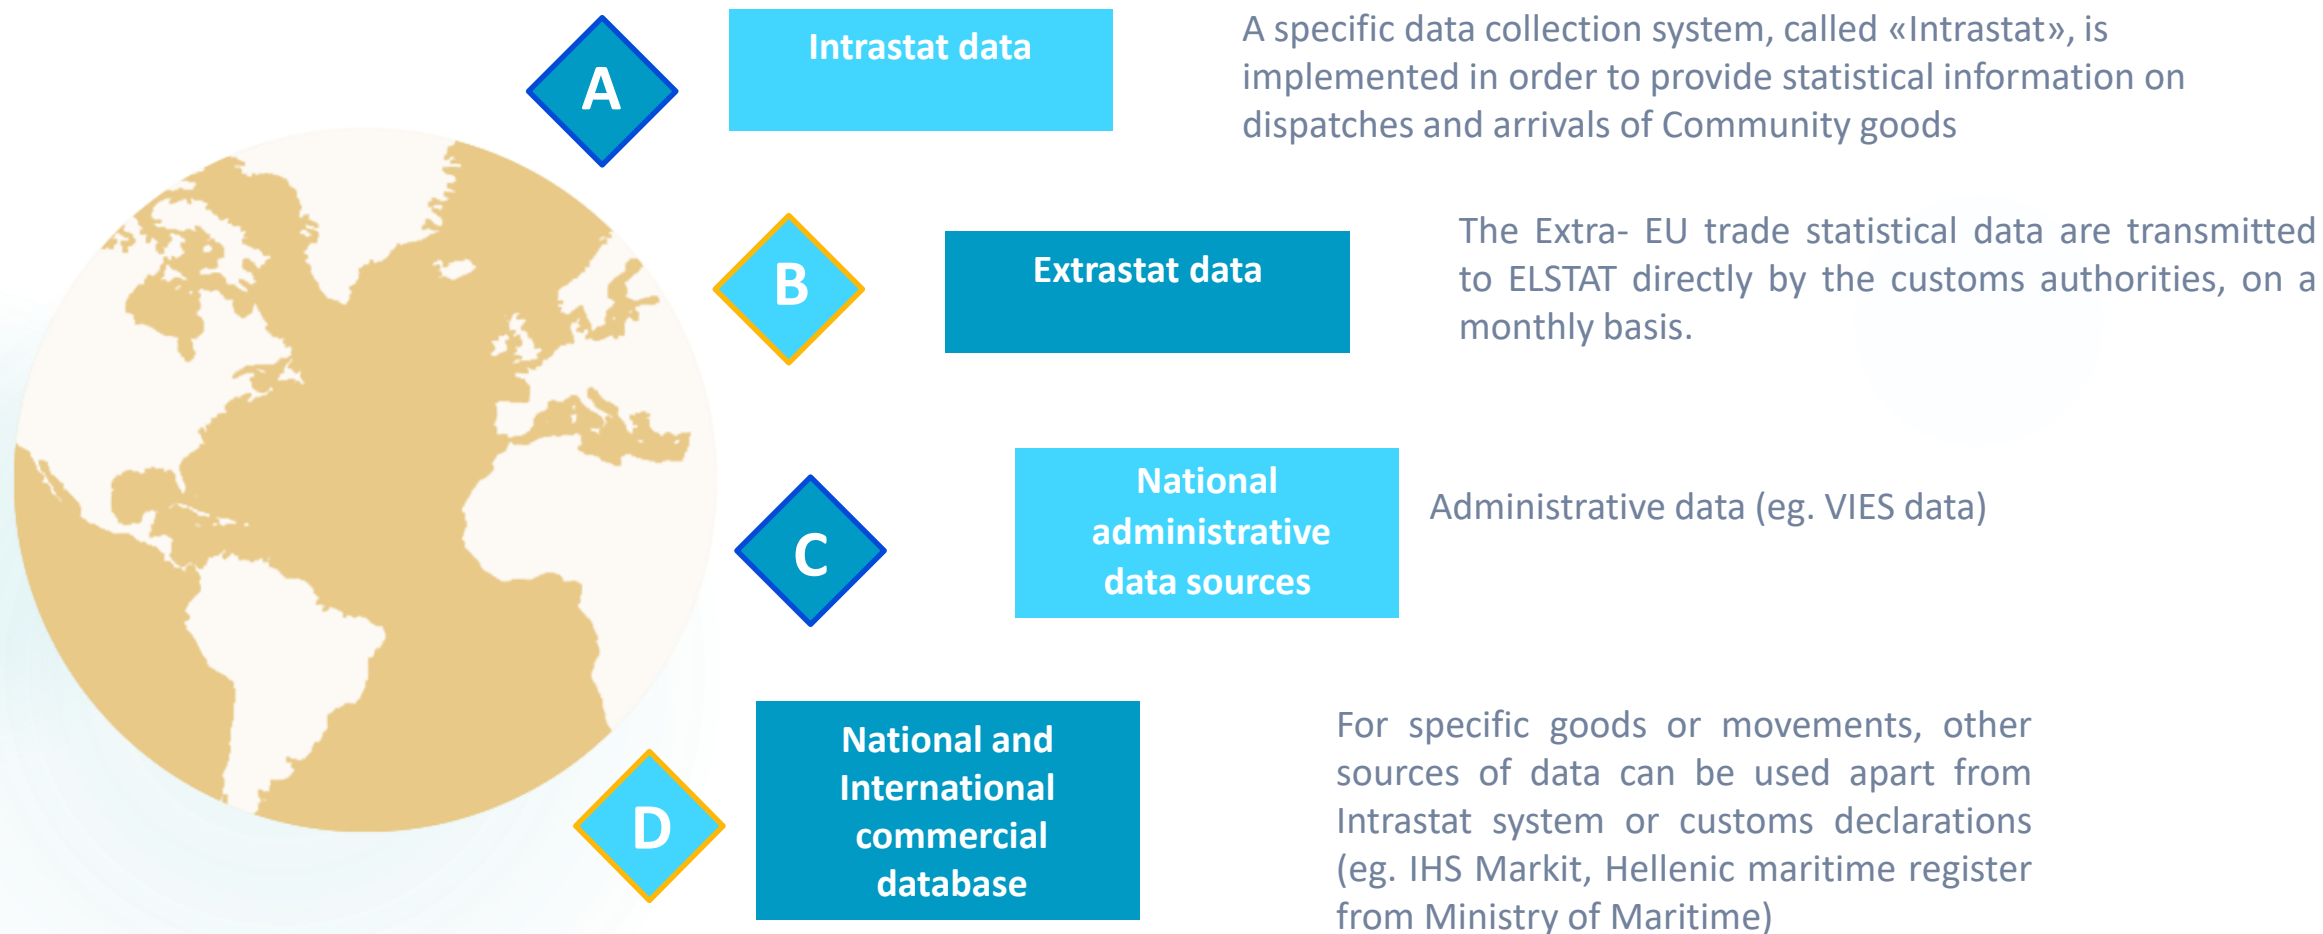 A
Intrastat data
A specific data collection system, called «Intrastat», is
implemented in order to provide statistical information on
dispatches and arrivals of Community goods
B
Extrastat data
The Extra- EU trade statistical data are transmitted
to ELSTAT directly by the customs authorities, on a
monthly basis.
C
National
administrative
data sources
Administrative data (eg. VIES data)
D
National and
International
commercial
database
For specific goods or movements, other
sources of data can be used apart from
Intrastat system or customs declarations
(eg. IHS Markit, Hellenic maritime register
from Ministry of Maritime)